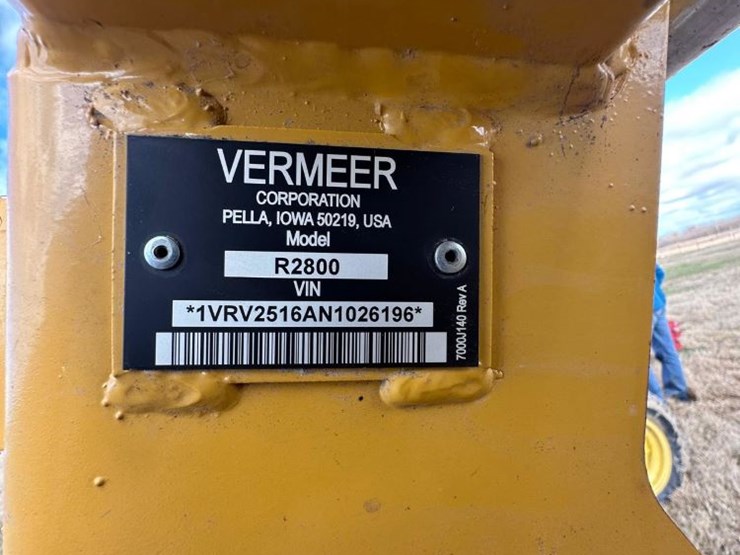 VERMEER
CORPORATION
PELLA, IOWA 50219, USA
Model
R2800
VIN
*1VRV2516AN1026196*
7000J140 Rev A